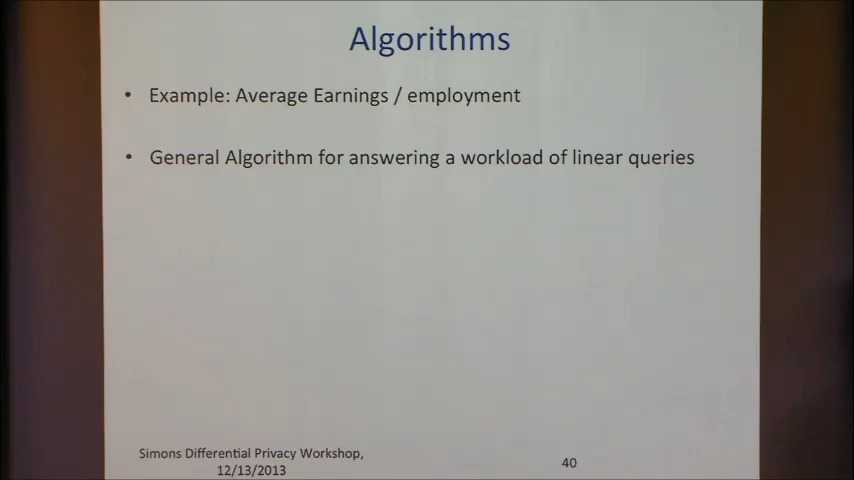 Algorithms
• Example: Average Earnings / employment
• General Algorithm for answering a workload of linear queries
Simons Differential Privacy Workshop,
12/13/2013
40